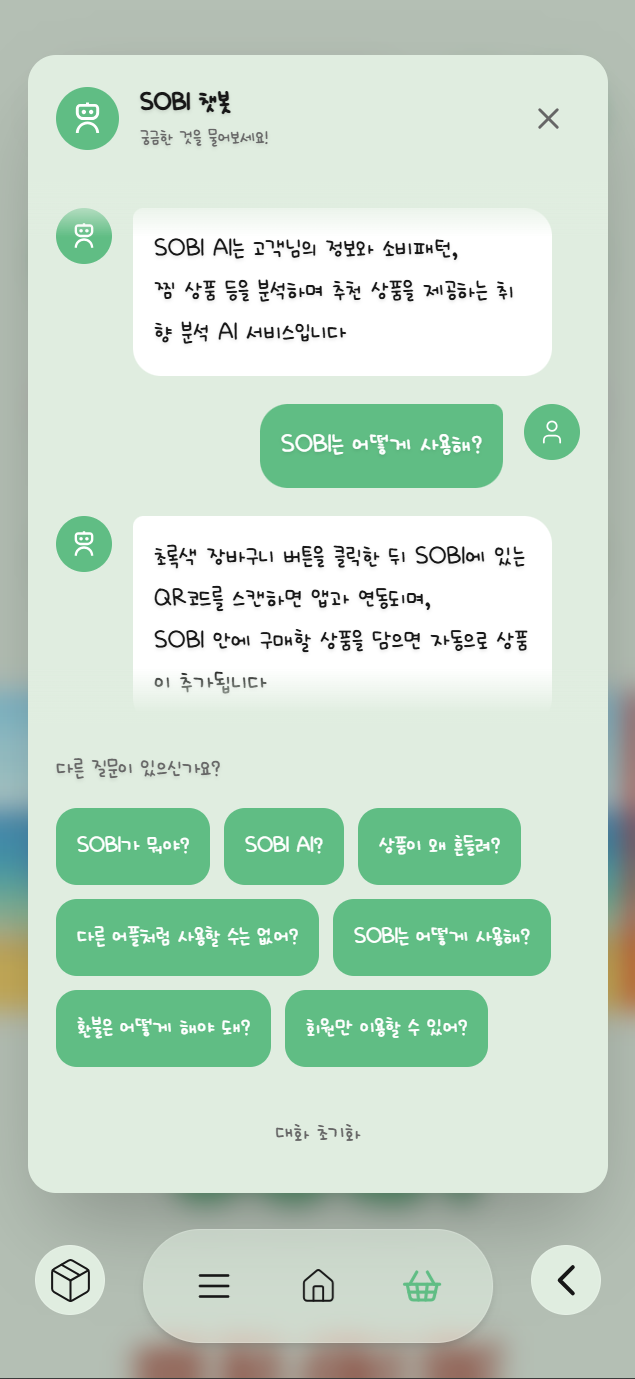 SOBI 챗봇
궁금한 것을 물어보세요!
SOBI AI는 고객님의 정보와 소비패턴,
찜 상품 등을 분석하며 추천 상품을 제공하는 취
향 분석 AI 서비스입니다
SOBI는 어떻게 사용해?
초록색 장바구니 버튼을 클릭한 뒤 SOBI에 있는
QR코드를 스캔하면 앱과 연동되며,
SOBI 안에 구매할 상품을 담으면 자동으로 상품
이 추가됩니다
다른 질문이 있으신가요?
SOBI가 뭐야?
SOBI AI?
상품이 왜 흔들려?
다른 어플처럼 사용할 수는 없어?
SOBI는 어떻게 사용해?
환불은 어떻게 해야 돼?
회원만 이용할 수 있어?
대화 초기화